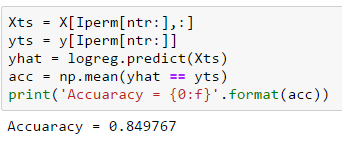 Xts = X[Iperm[ntr:],:]
yts = y[Iperm[ntr:]]
yhat = logreg.predict(Xts)
acc = np.mean(yhat == yts)
print('Accuaracy = {0:f}'.format(acc))
Accuaracy = 0.849767